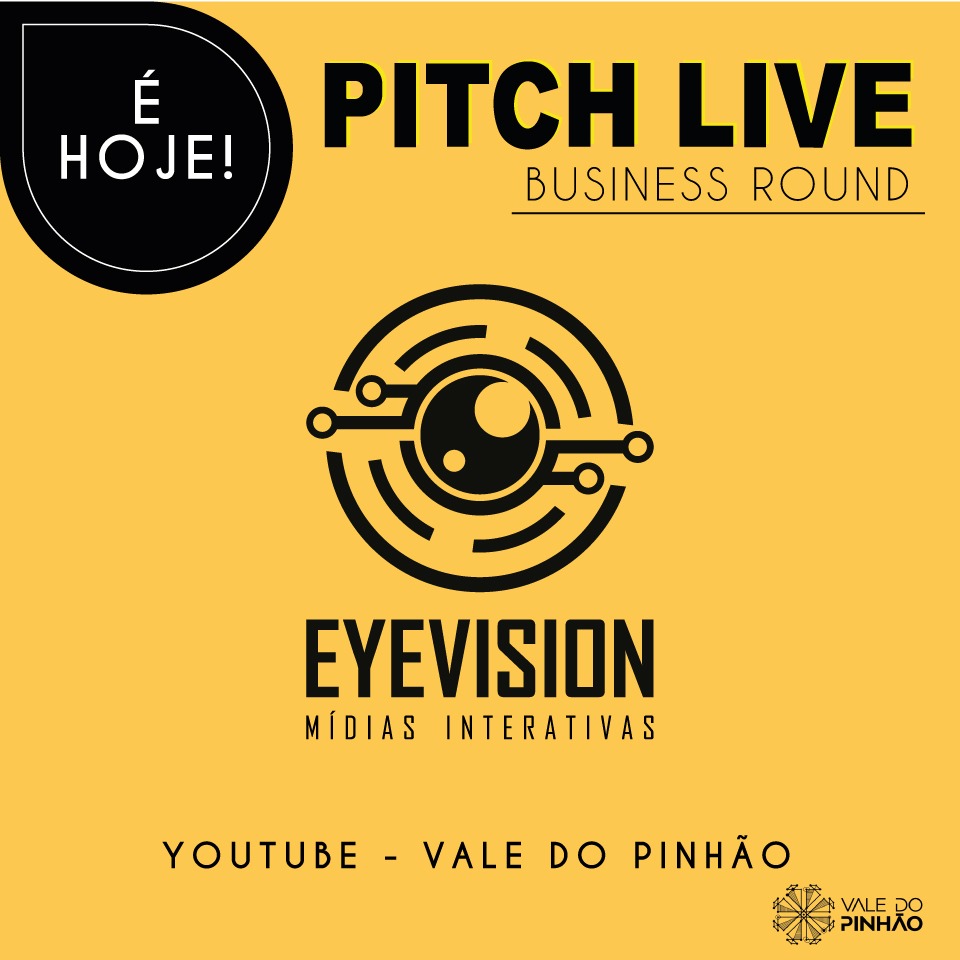 É
HOJE!
PITCH LIVE
BUSINESS ROUND
EYEVISION
MÍDIAS INTERATIVAS
YOUTUBE - VALE DO PINHÃO
VALE DO
PINHÃO